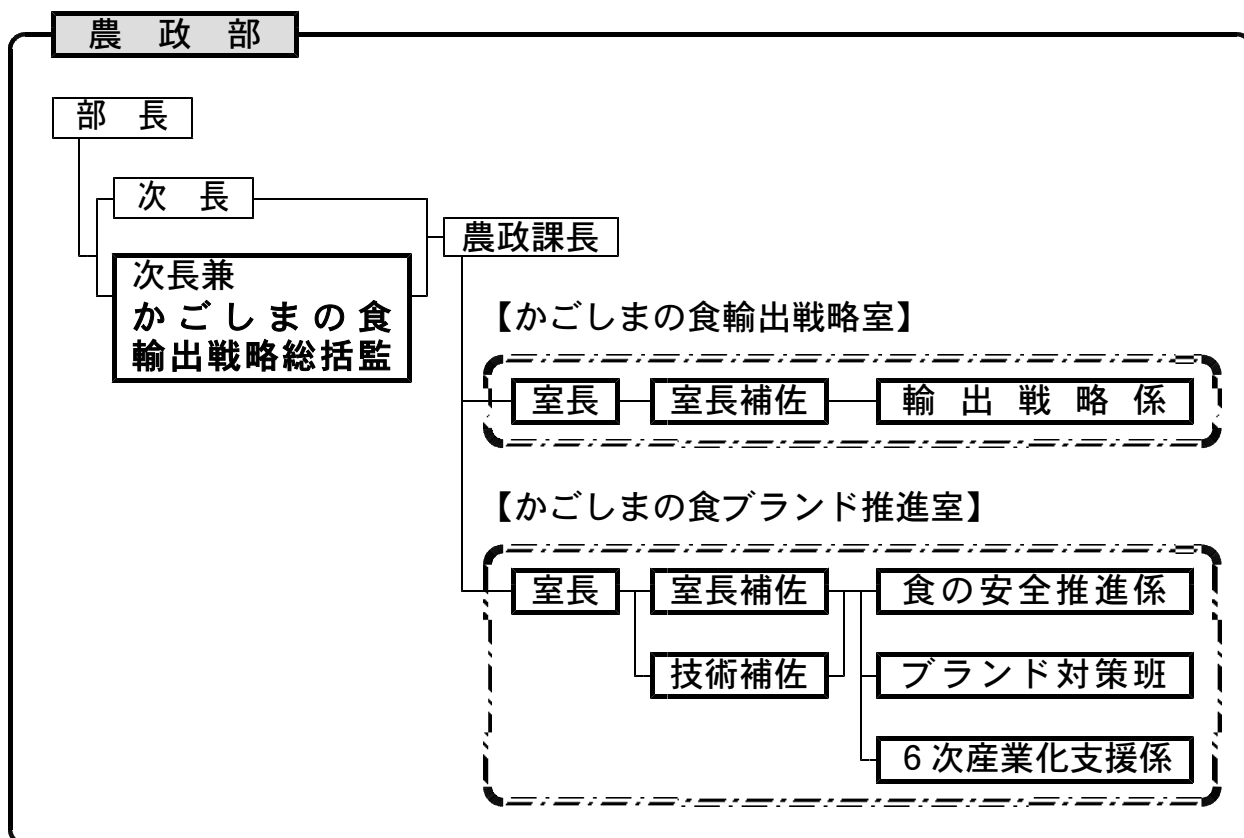 農政部
部長
次長
次長兼
かごしまの食
輸出戦略総括監
農政課長
【かごしまの食輸出戦略室】
室長
室長補佐
輸出戦略係
【かごしまの食ブランド推進室】
室長
室長補佐
食の安全推進係
技術補佐
ブランド対策班
6次産業化支援係